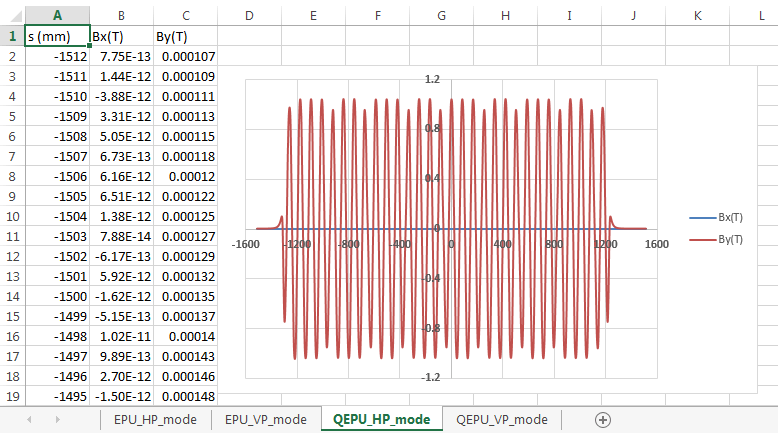 A B C D E F G H I J K L
1 s (mm) Bx(T) By(T)
2 -1512 7.75E-13 0.000107
3 -1511 1.44E-12 0.000109
4 -1510 -3.88E-12 0.000111
5 -1509 3.31E-12 0.000113
6 -1508 5.05E-12 0.000115
7 -1507 6.73E-13 0.000118
8 -1506 6.16E-12 0.00012
9 -1505 6.51E-12 0.000122
10 -1504 1.38E-12 0.000125
11 -1503 7.88E-14 0.000127
12 -1502 -6.17E-13 0.000129
13 -1501 5.92E-12 0.000132
14 -1500 -1.62E-12 0.000135
15 -1499 -5.15E-13 0.000137
16 -1498 1.02E-11 0.00014
17 -1497 9.89E-13 0.000143
18 -1496 2.70E-12 0.000146
19 -1495 -1.50E-12 0.000148
1.2
0.8
0.4
0
-1600 -1200 -800 -400 0 400 800 1200 1600
-0.4
-0.8
-1.2
Bx(T)
By(T)
EPU_HP_mode EPU_VP_mode QEPU_HP_mode QEPU_VP_mode